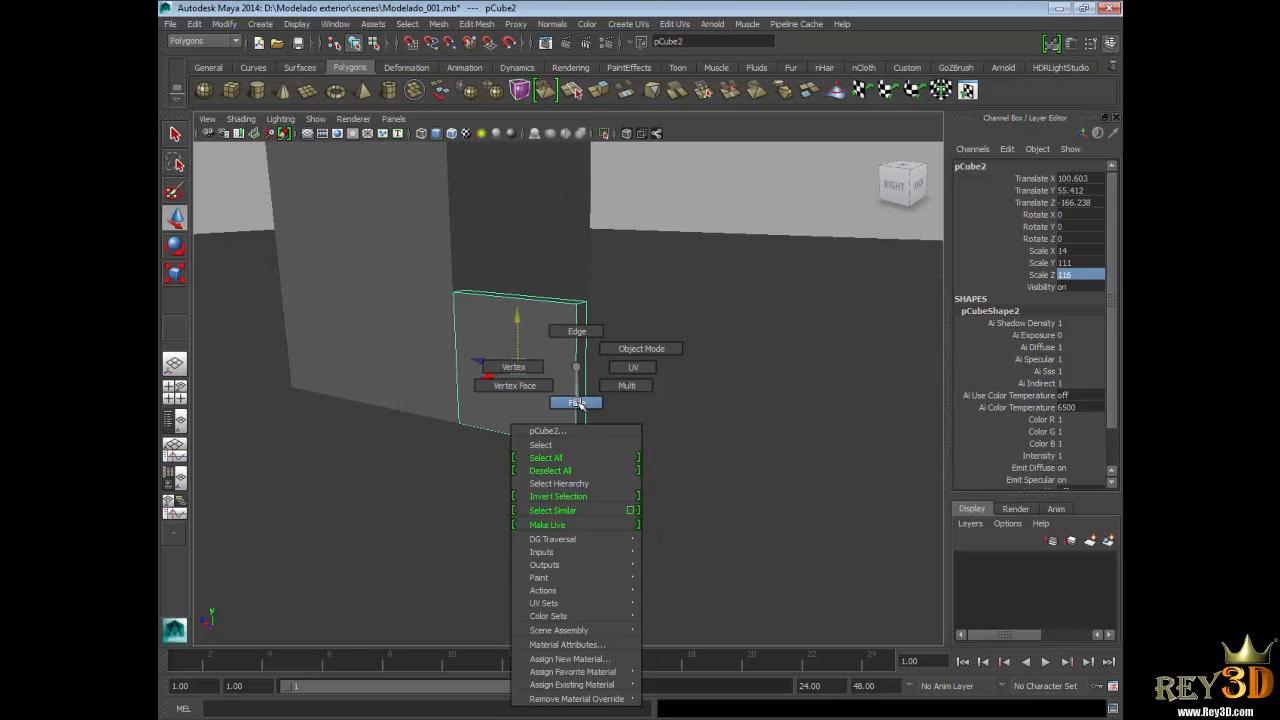 Autodesk Maya 2014: D:\Modelado exterior\scenes\Modelado_001.mb* --- pCube2
File Edit Modify Create Display Window Assets Select Mesh Edit Mesh Proxy Normals Color Create UVs Edit UVs Arnold Muscle Pipeline Cache Help
Polygons
pCube2
General Curves Surfaces Polygons Deformation Animation Dynamics Rendering PaintEffects Toon Muscle Fluids Fur nHair nCloth Custom GoZBrush Arnold HDRLightStudio
View Shading Lighting Show Renderer Panels
Channel Box / Layer Editor
Channels Edit Object Show
pCube2
Translate X 100.603
Translate Y 55.412
Translate Z -166.238
Rotate X 0
Rotate Y 0
Rotate Z 0
Scale X 14
Scale Y 111
Scale Z 116
Visibility on
SHAPES
pCubeShape2
Ai Shadow Density 1
Ai Exposure 0
Ai Diffuse 1
Ai Specular 1
Ai Sss 1
Ai Indirect 1
Ai Use Color Temperature off
Ai Color Temperature 6500
Color R 1
Color G 1
Color B 1
Intensity 1
Emit Diffuse on
Emit Specular on
RIGHT
Edge
Object Mode
Vertex
UV
Vertex Face
Multi
pCube2...
Select
Select All
Deselect All
Select Hierarchy
Invert Selection
Select Similar
Make Live
DG Traversal
Inputs
Outputs
Paint
Actions
UV Sets
Color Sets
Scene Assembly
Material Attributes...
Assign New Material...
Assign Favorite Material
Assign Existing Material
Remove Material Override
Display Render Anim
Layers Options Help
y
2 4 6 8 10 18 20 22 24
1.00
1.00 1.00 1 24.00 48.00 No Anim Layer No Character Set
MEL
REY3D
www.Rey3D.com